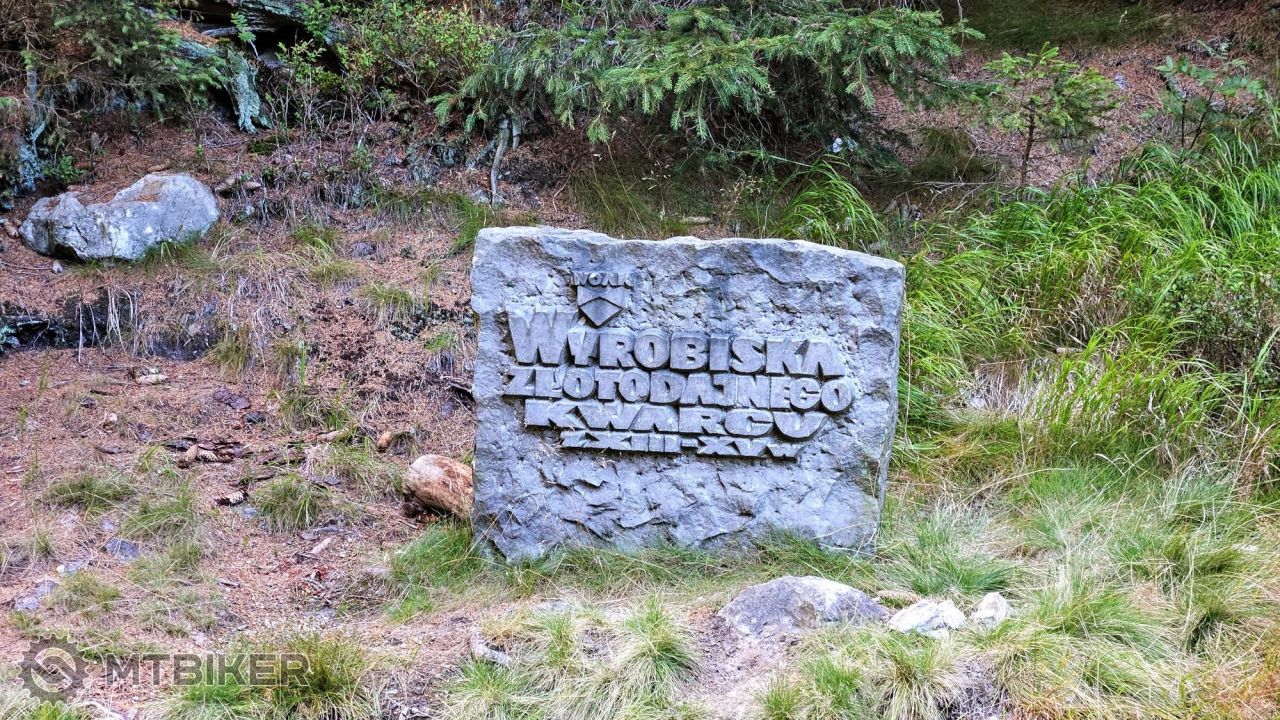 WYROBISKA
ZŁOTODAJNEGO
KWARCU
Z XIII-XV w
MTBIKER